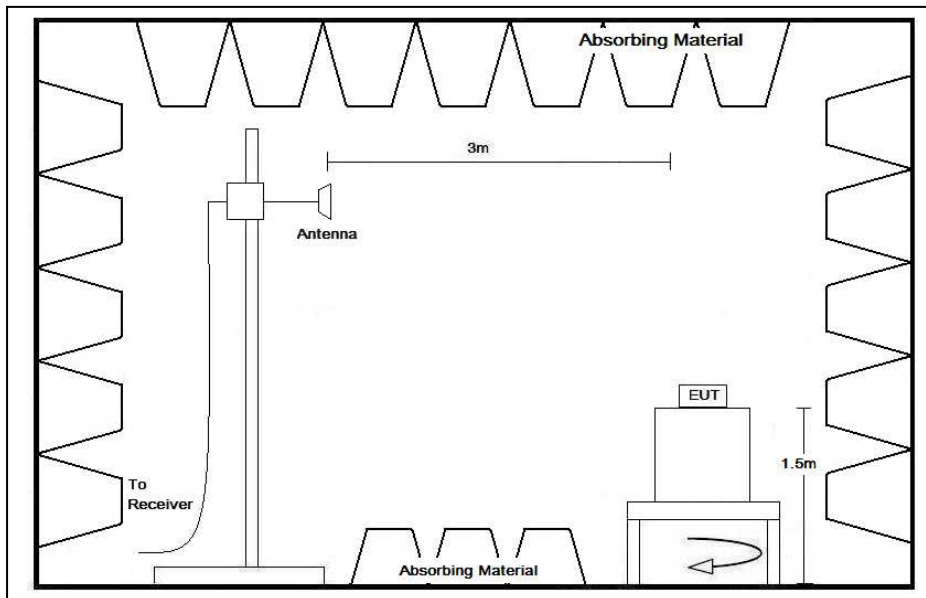 Absorbing Material
3m
Antenna
EUT
1.5m
To
Receiver
Absorbing Material